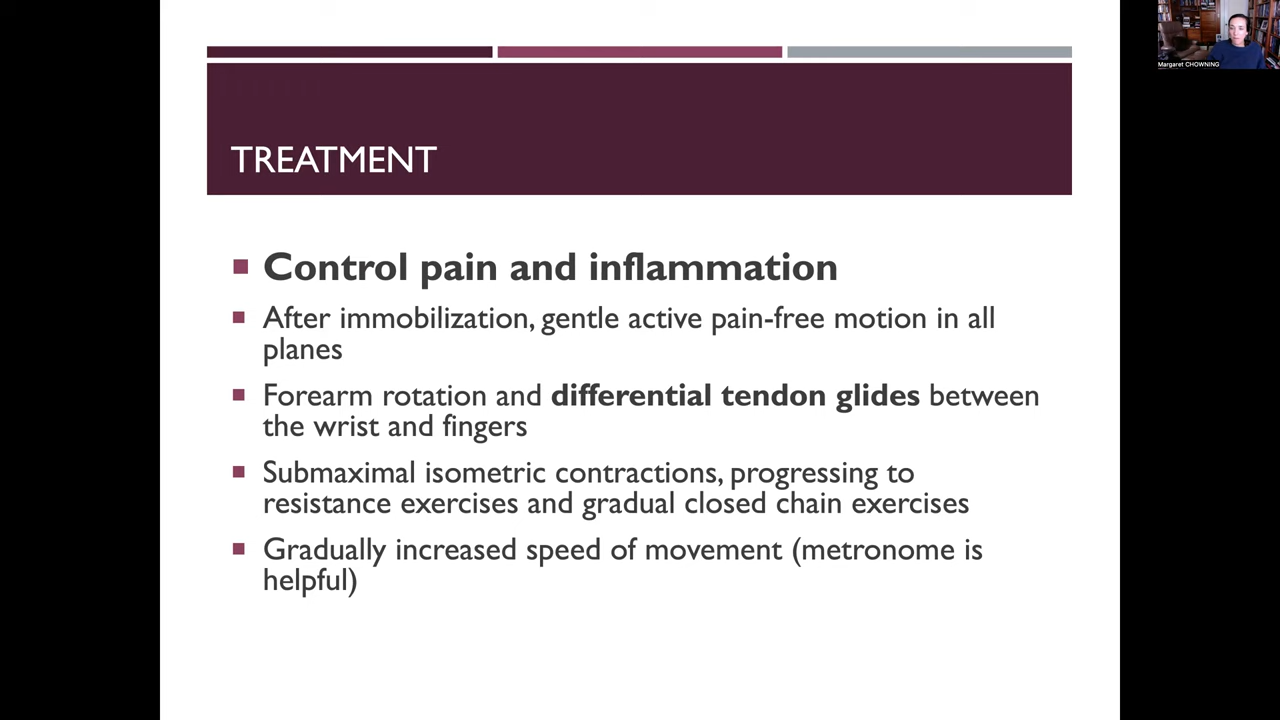 Margaret CHOWNING
TREATMENT
Control pain and inflammation
After immobilization, gentle active pain-free motion in all
planes
Forearm rotation and differential tendon glides between
the wrist and fingers
Submaximal isometric contractions, progressing to
resistance exercises and gradual closed chain exercises
Gradually increased speed of movement (metronome is
helpful)